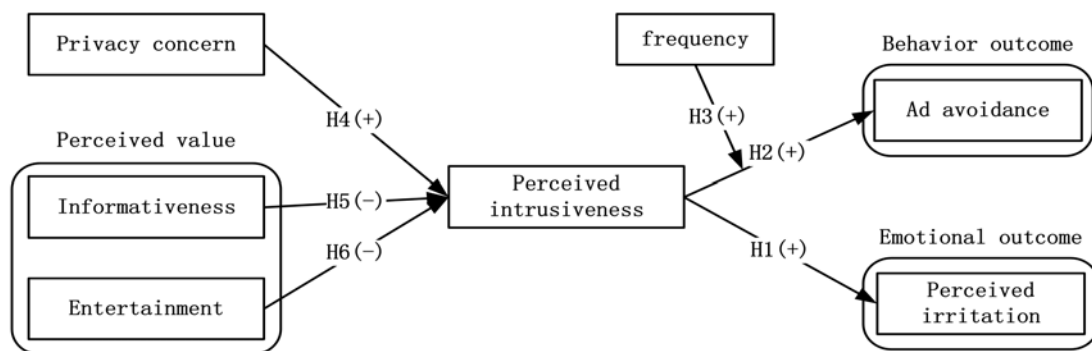 Privacy concern
frequency
Behavior outcome
Ad avoidance
H4(+)
H3(+)
H2(+)
Perceived value
Informativeness
H5(-)
Perceived
intrusiveness
H6(-)
H1(+)
Emotional outcome
Entertainment
Perceived
irritation